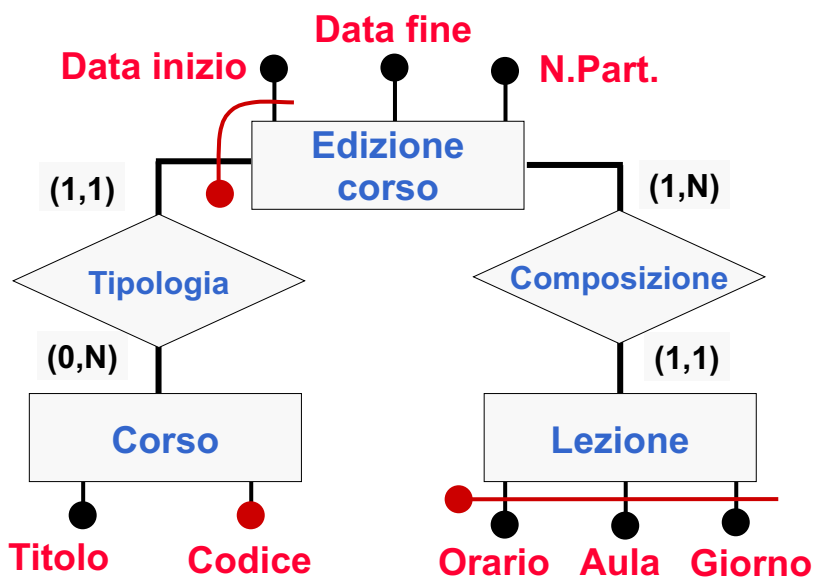 Data fine
Data inizio
N.Part.
Edizione
corso
(1,1)
(1,N)
Tipologia
Composizione
(0,N)
(1,1)
Corso
Lezione
Titolo
Codice
Orario
Aula
Giorno